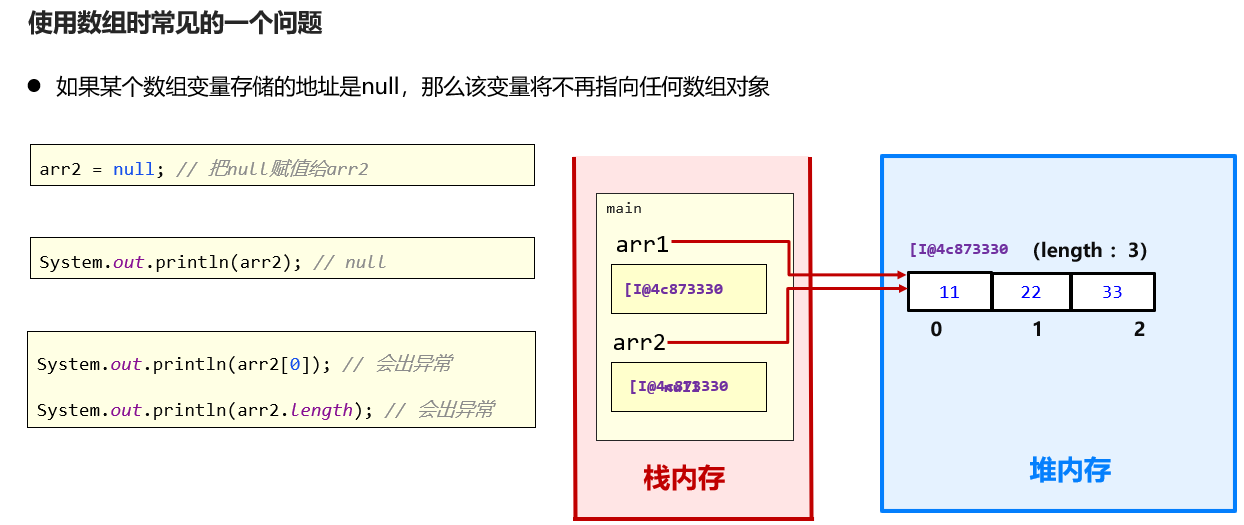 使用数组时常见的一个问题
● 如果某个数组变量存储的地址是null，那么该变量将不再指向任何数组对象
arr2 = null; // 把null赋值给arr2
System.out.println(arr2); // null
System.out.println(arr2[0]); // 会出异常
System.out.println(arr2.length); // 会出异常
main
arr1
[I@4c873330
arr2
[I@4c873330
null
栈内存
[I@4c873330 （length ：3）
11 22 33
0 1 2
堆内存